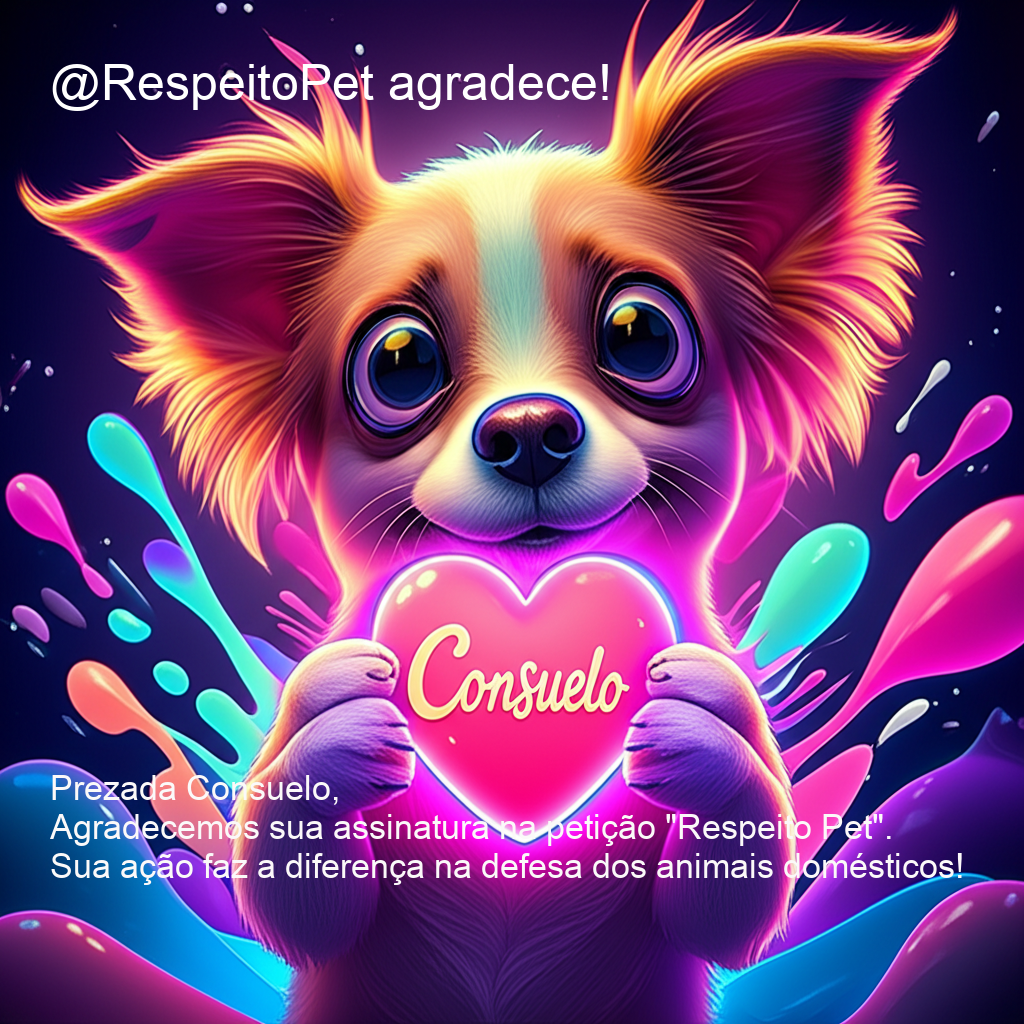 @RespeitoPet agradece!
Consuelo
Prezada Consuelo,
Agradecemos sua assinatura na petição "Respeito Pet".
Sua ação faz a diferença na defesa dos animais domésticos!